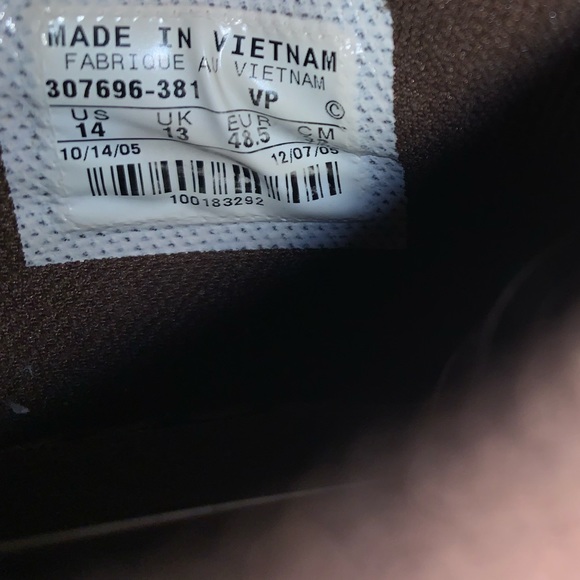 MADE IN VIETNAM
FABRIQUE AU VIETNAM
307696-381 VP ©
US UK EUR CM
14 13 48.5
10/14/05 12/07/05
100183292